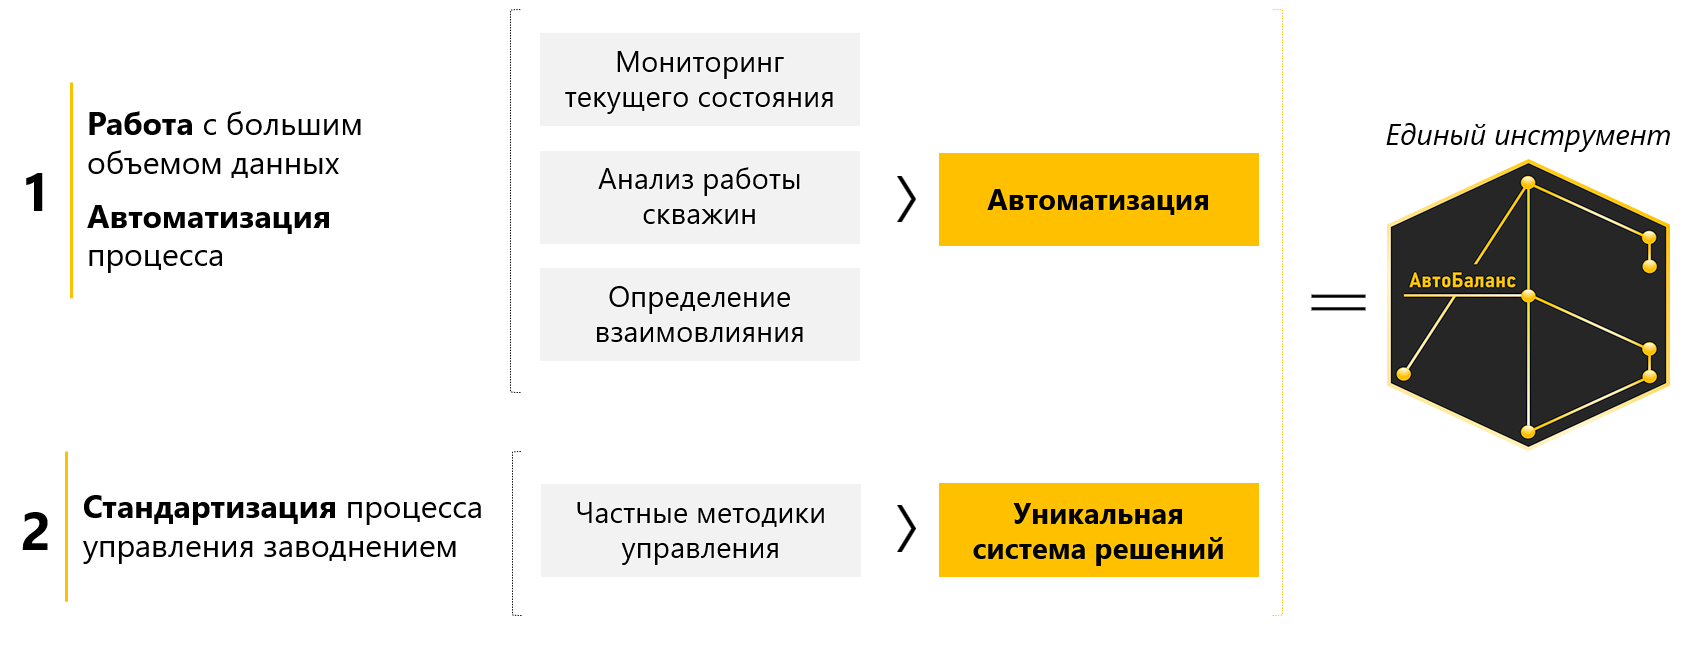 1
Работа с большим
объемом данных
Автоматизация
процесса
Мониторинг
текущего состояния
Анализ работы
скважин
Определение
взаимовлияния
Автоматизация
2
Стандартизация процесса
управления заводнением
Частные методики
управления
Уникальная
система решений
Единый инструмент
АвтоБаланс